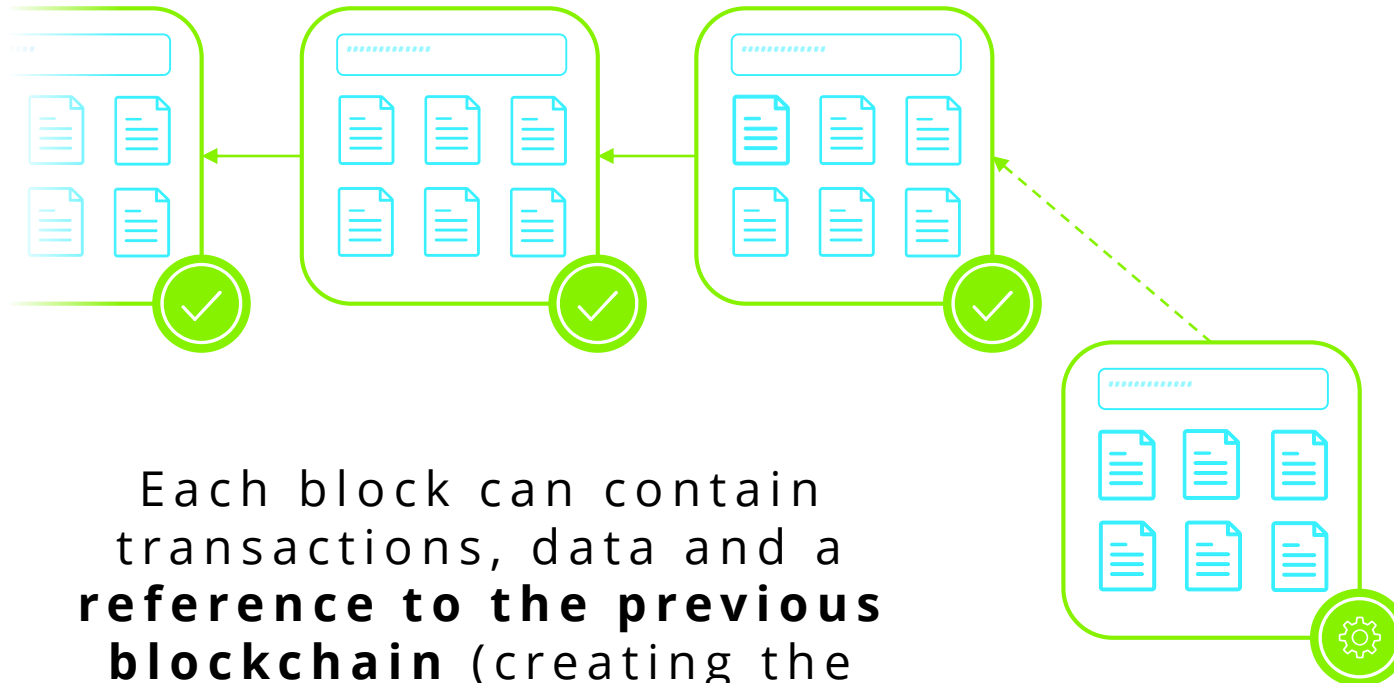 Each block can contain
transactions, data and a
reference to the previous
blockchain (creating the